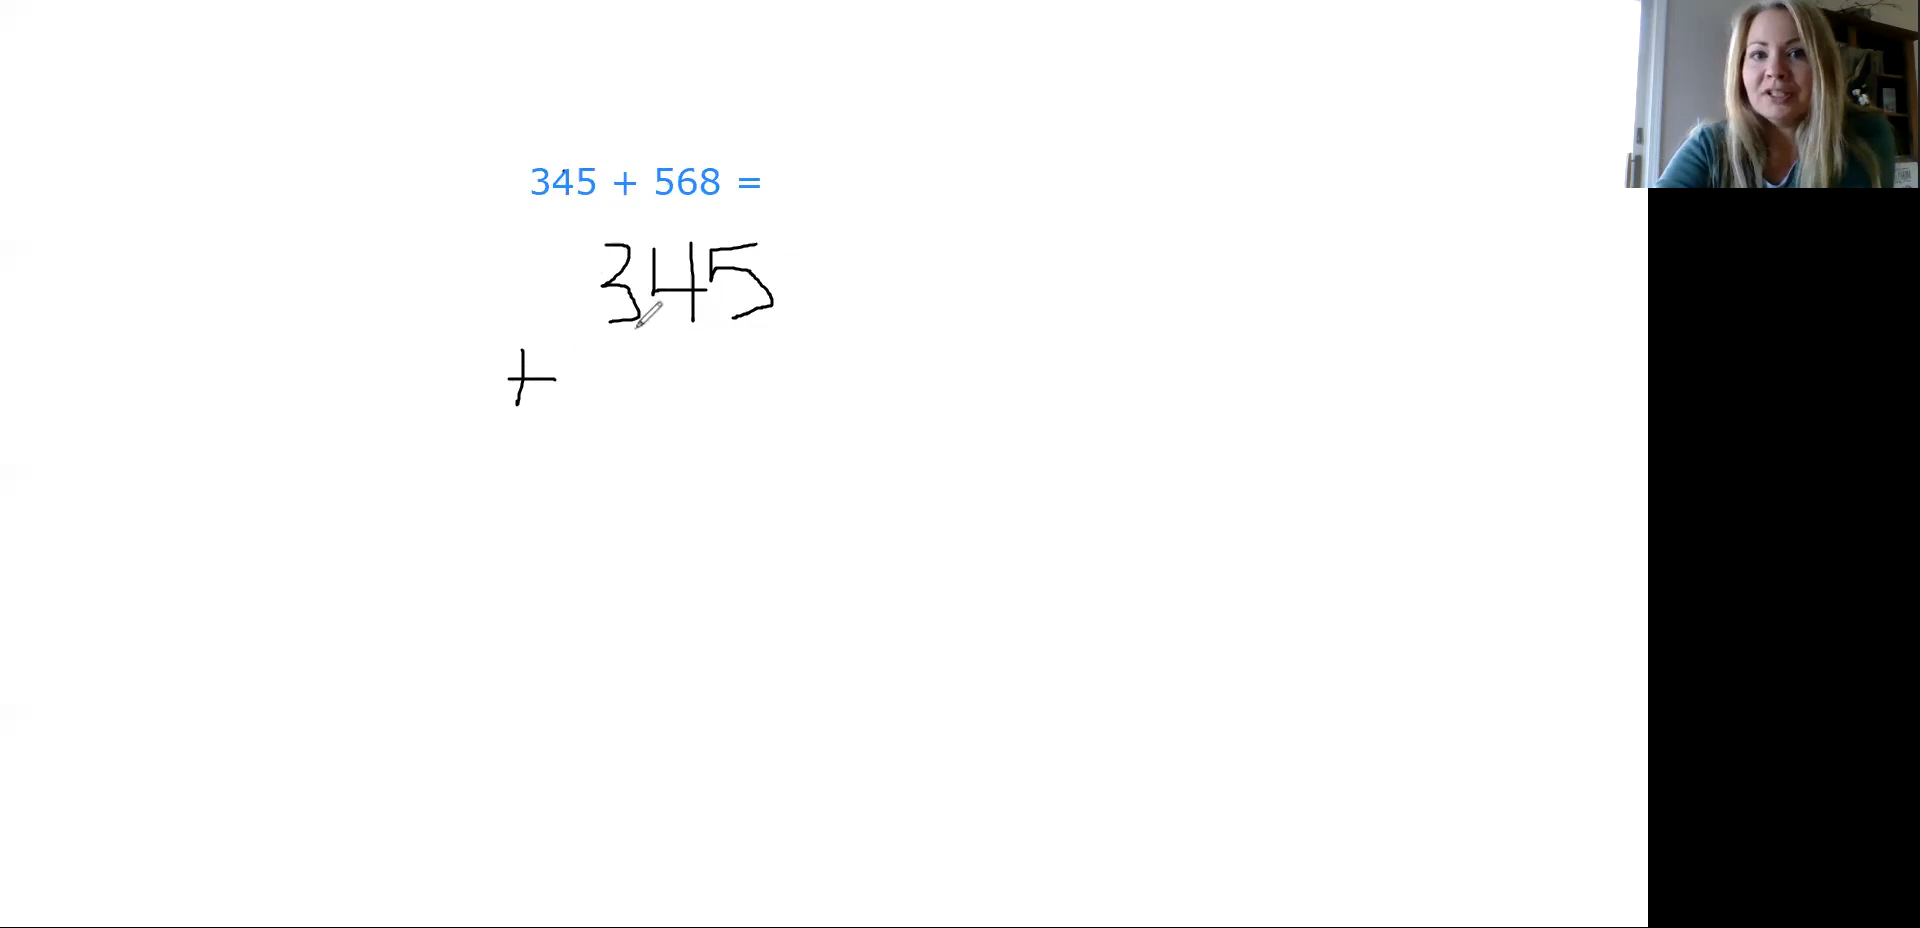 345 + 568 =
345
+